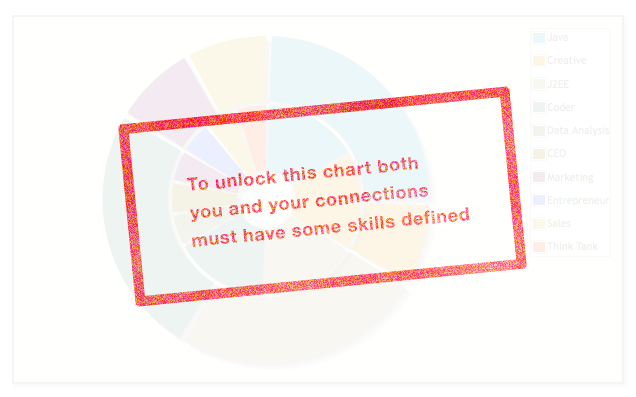 To unlock this chart both
you and your connections
must have some skills defined
Java
Creative
J2EE
Coder
Data Analysis
CEO
Marketing
Entrepreneur
Sales
Think Tank